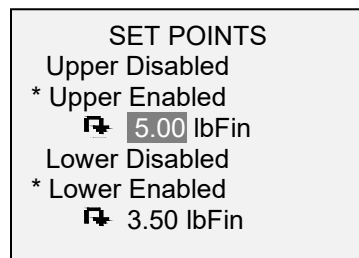 SET POINTS
Upper Disabled
* Upper Enabled
5.00 lbFin
Lower Disabled
* Lower Enabled
3.50 lbFin